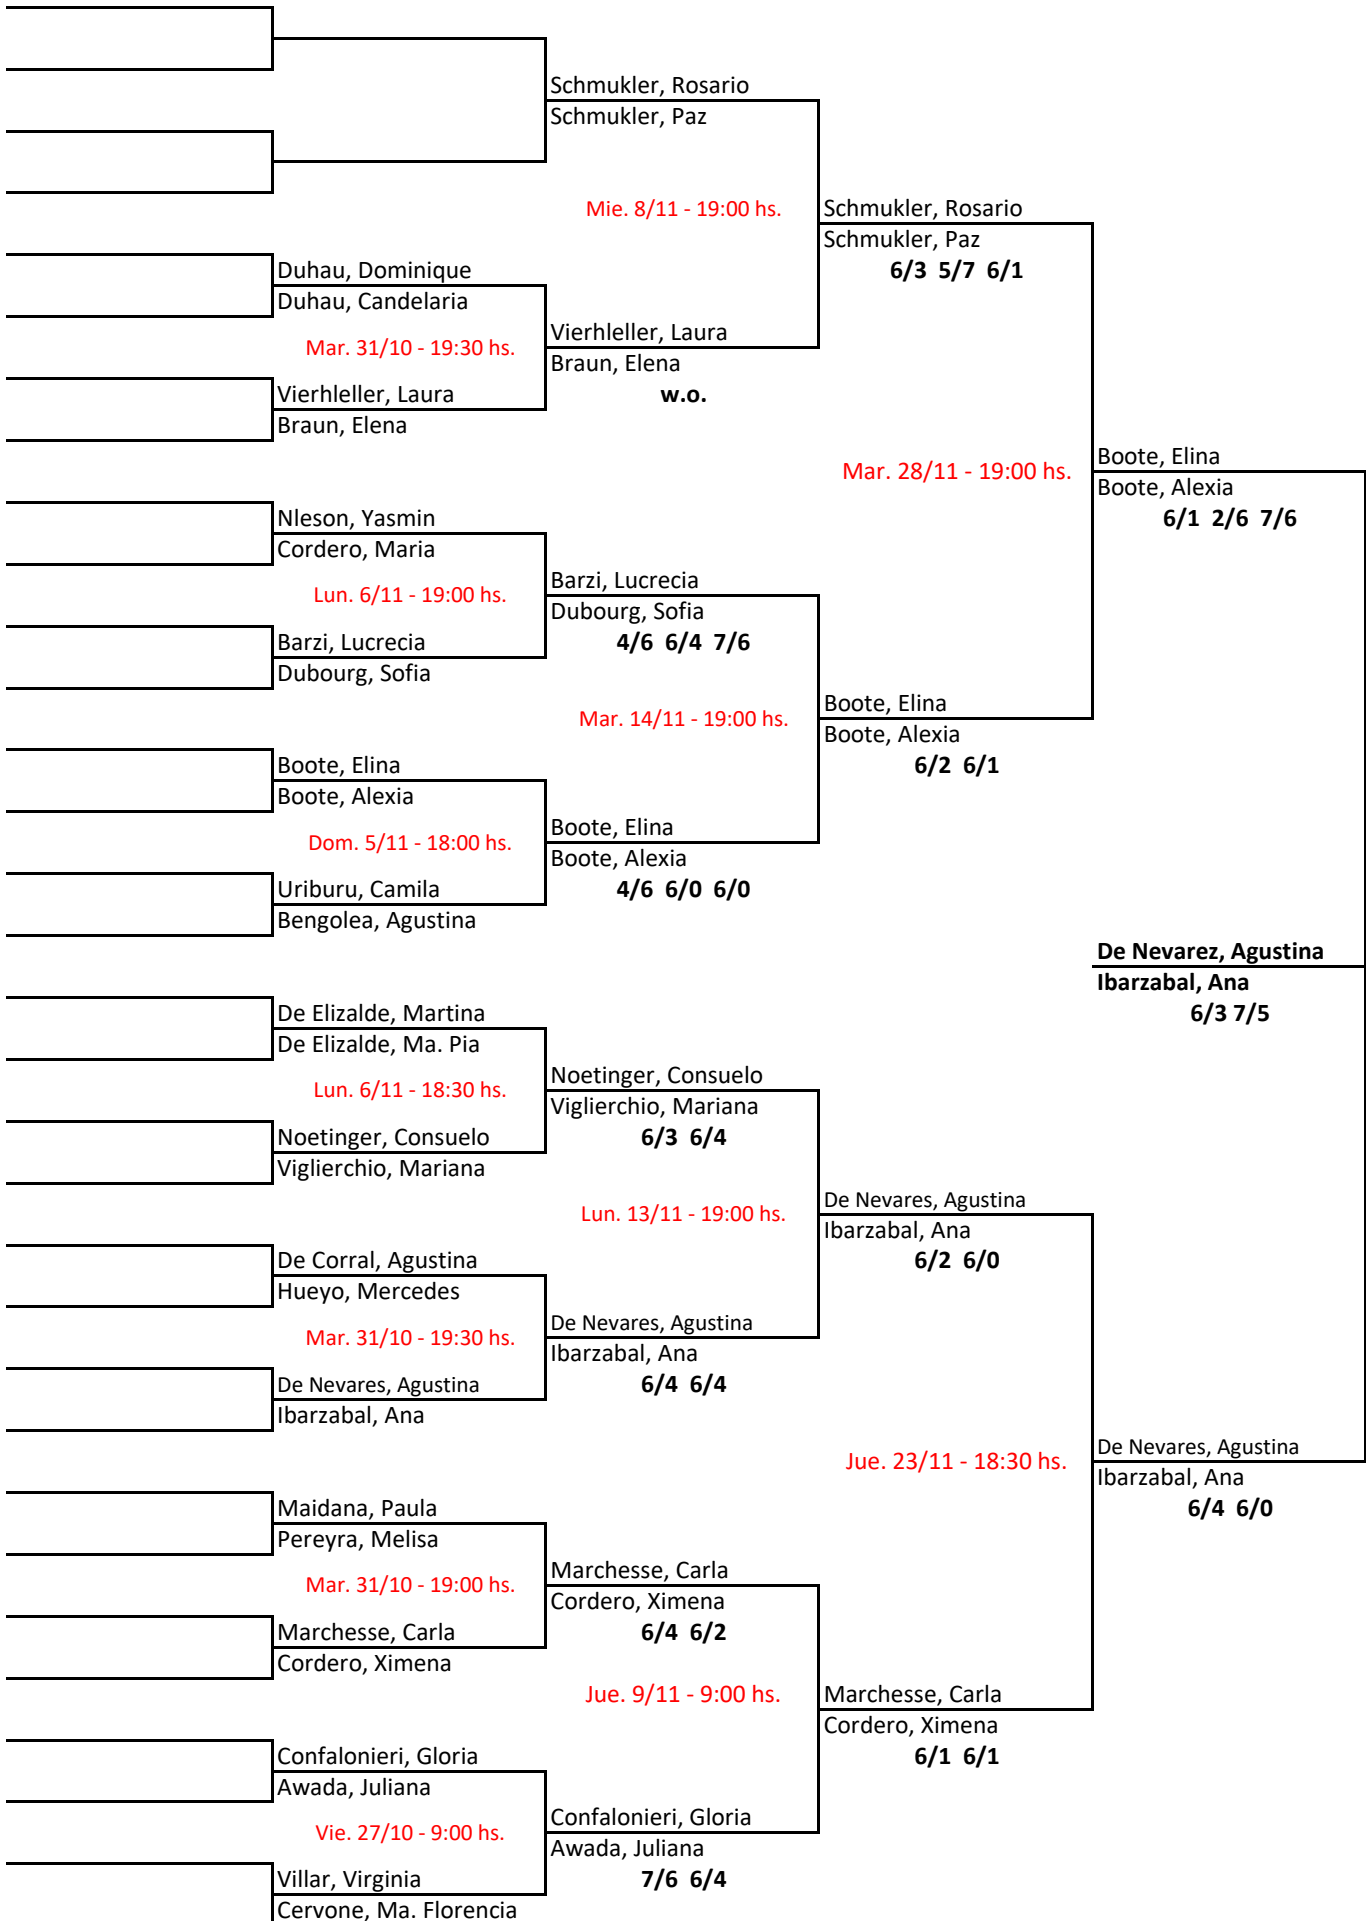 Schmukler, Rosario
Schmukler, Paz
Mie. 8/11 - 19:00 hs.
Schmukler, Rosario
Schmukler, Paz
6/3 5/7 6/1
Duhau, Dominique
Duhau, Candelaria
Mar. 31/10 - 19:30 hs.
Vierhleller, Laura
Braun, Elena
w.o.
Vierhleller, Laura
Braun, Elena
Mar. 28/11 - 19:00 hs.
Boote, Elina
Boote, Alexia
6/1 2/6 7/6
Nleson, Yasmin
Cordero, Maria
Lun. 6/11 - 19:00 hs.
Barzi, Lucrecia
Dubourg, Sofia
4/6 6/4 7/6
Barzi, Lucrecia
Dubourg, Sofia
Mar. 14/11 - 19:00 hs.
Boote, Elina
Boote, Alexia
6/2 6/1
Boote, Elina
Boote, Alexia
Dom. 5/11 - 18:00 hs.
Boote, Elina
Boote, Alexia
4/6 6/0 6/0
Uriburu, Camila
Bengolea, Agustina
De Nevarez, Agustina
Ibarzabal, Ana
6/3 7/5
De Elizalde, Martina
De Elizalde, Ma. Pia
Lun. 6/11 - 18:30 hs.
Noetinger, Consuelo
Viglierchio, Mariana
6/3 6/4
Noetinger, Consuelo
Viglierchio, Mariana
Lun. 13/11 - 19:00 hs.
De Nevares, Agustina
Ibarzabal, Ana
6/2 6/0
De Corral, Agustina
Hueyo, Mercedes
Mar. 31/10 - 19:30 hs.
De Nevares, Agustina
Ibarzabal, Ana
6/4 6/4
De Nevares, Agustina
Ibarzabal, Ana
Jue. 23/11 - 18:30 hs.
De Nevares, Agustina
Ibarzabal, Ana
6/4 6/0
Maidana, Paula
Pereyra, Melisa
Mar. 31/10 - 19:00 hs.
Marchesse, Carla
Cordero, Ximena
6/4 6/2
Marchesse, Carla
Cordero, Ximena
Jue. 9/11 - 9:00 hs.
Marchesse, Carla
Cordero, Ximena
6/1 6/1
Confalonieri, Gloria
Awada, Juliana
Vie. 27/10 - 9:00 hs.
Confalonieri, Gloria
Awada, Juliana
7/6 6/4
Villar, Virginia
Cervone, Ma. Florencia